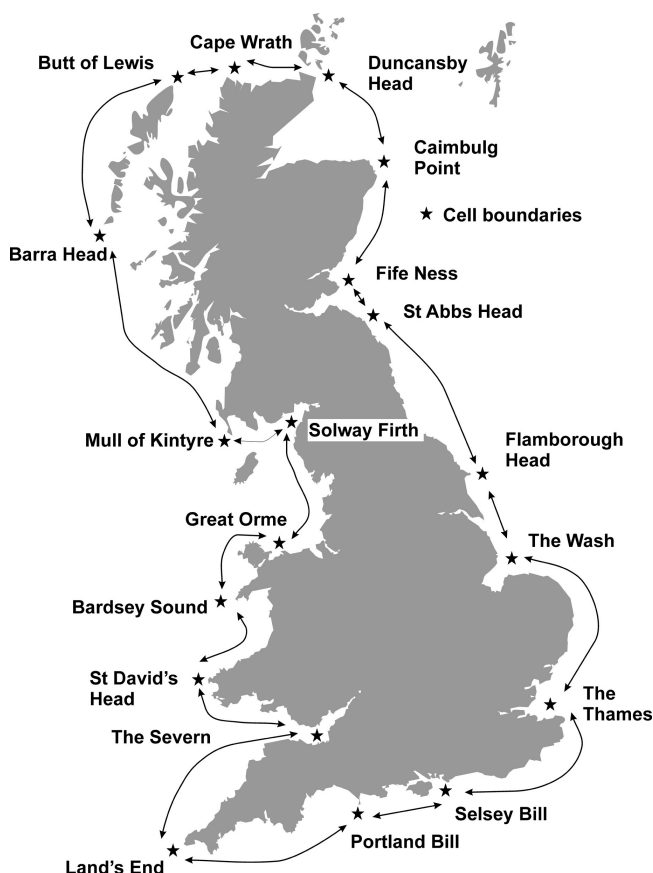 Cape Wrath
Butt of Lewis
Duncansby
Head
Caimbulg
Point
Cell boundaries
Barra Head
Fife Ness
St Abbs Head
Mull of Kintyre
Solway Firth
Flamborough
Head
Great Orme
The Wash
Bardsey Sound
St David's
Head
The
Thames
The Severn
Selsey Bill
Portland Bill
Land's End